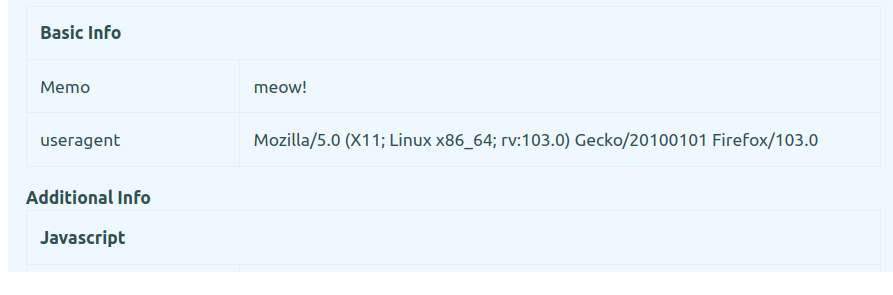 Basic Info
Memo meow!
useragent Mozilla/5.0 (X11; Linux x86_64; rv:103.0) Gecko/20100101 Firefox/103.0
Additional Info
Javascript